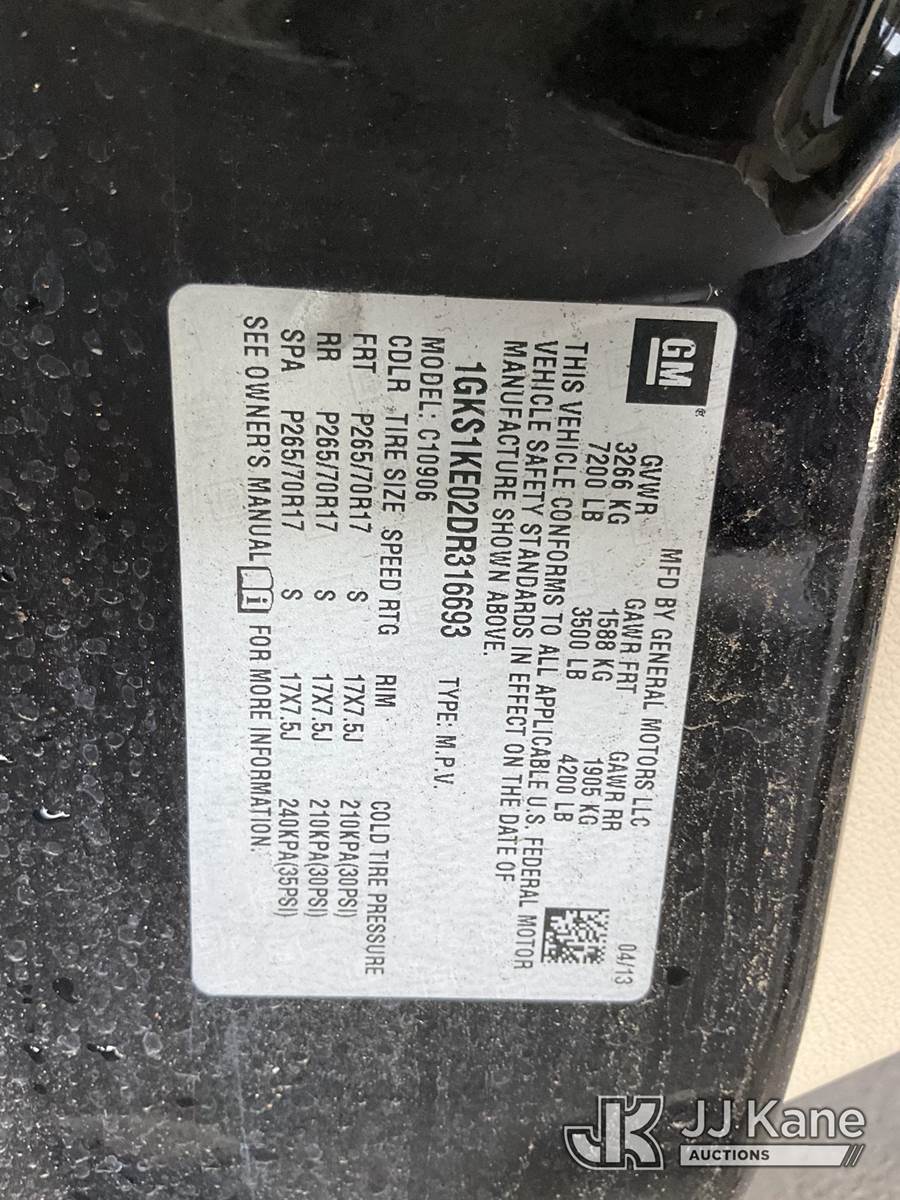 GM®
MFD BY GENERAL MOTORS LLC 04/13
GVWR GAWR FRT GAWR RR
3266 KG 1588 KG 1905 KG
7200 LB 3500 LB 4200 LB
THIS VEHICLE CONFORMS TO ALL APPLICABLE U.S. FEDERAL MOTOR
VEHICLE SAFETY STANDARDS IN EFFECT ON THE DATE OF
MANUFACTURE SHOWN ABOVE.
1GKS1KE02DR316693 TYPE: M.P.V.
MODEL: C10906
CDLR TIRE SIZE SPEED RTG RIM COLD TIRE PRESSURE
FRT P265/70R17 S 17X7.5J 210KPA(30PSI)
RR P265/70R17 S 17X7.5J 210KPA(30PSI)
SPA P265/70R17 S 17X7.5J 240KPA(35PSI)
SEE OWNER'S MANUAL i FOR MORE INFORMATION.
JK JJ Kane
AUCTIONS